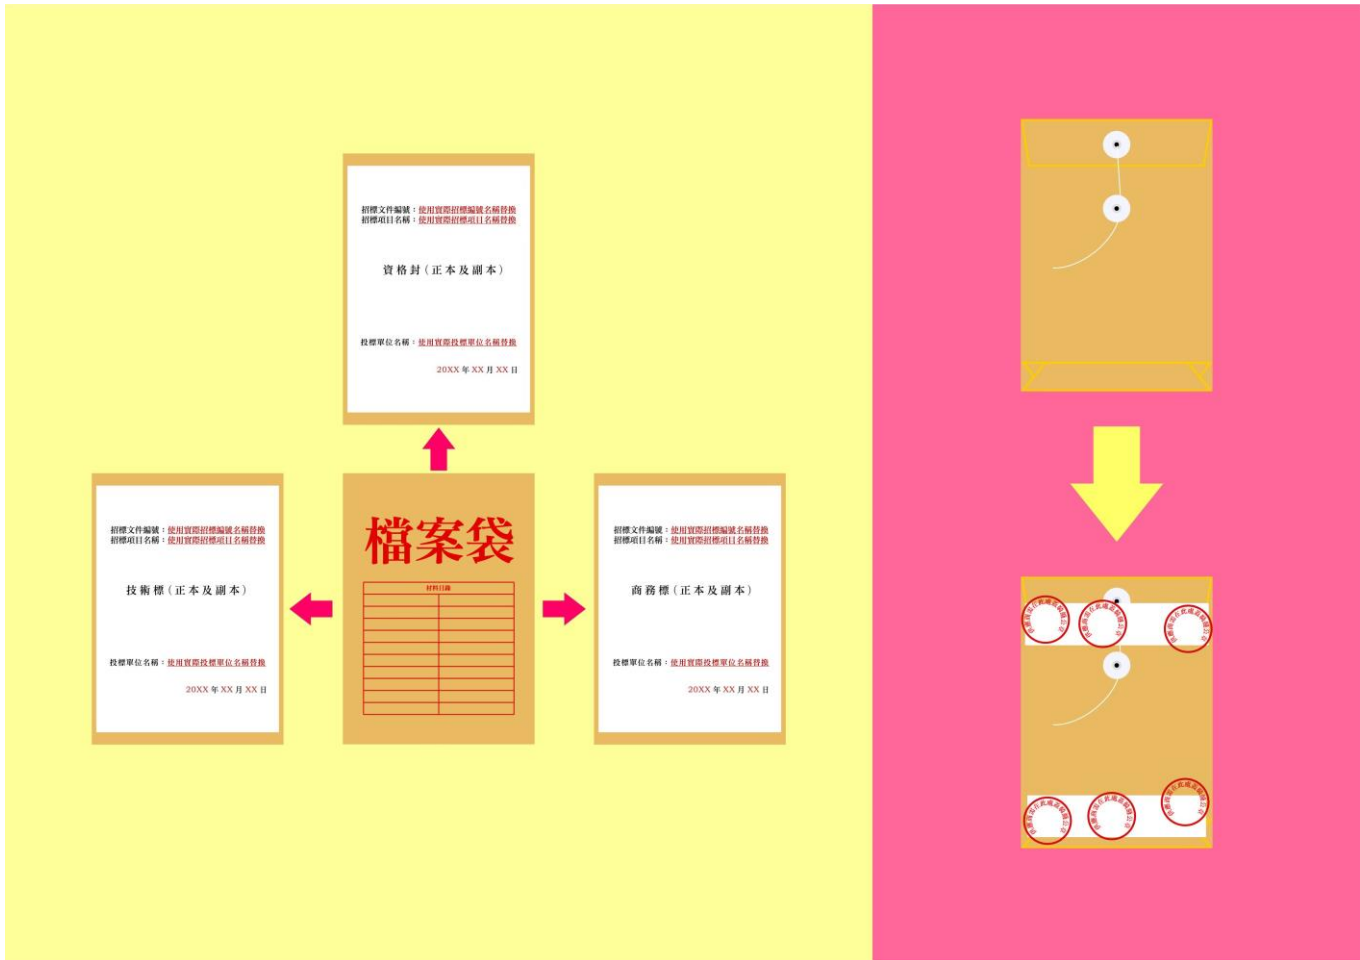 招標文件編號：使用實際招標編號名稱替換
招標項目名稱：使用實際招標項目名稱替換
資格封（正本及副本）
投標單位名稱：使用實際投標單位名稱替換
20XX 年 XX 月 XX 日
招標文件編號：使用實際招標編號名稱替換
招標項目名稱：使用實際招標項目名稱替換
技術標（正本及副本）
投標單位名稱：使用實際投標單位名稱替換
20XX 年 XX 月 XX 日
檔案袋
材料目錄
招標文件編號：使用實際招標編號名稱替換
招標項目名稱：使用實際招標項目名稱替換
商務標（正本及副本）
投標單位名稱：使用實際投標單位名稱替換
20XX 年 XX 月 XX 日